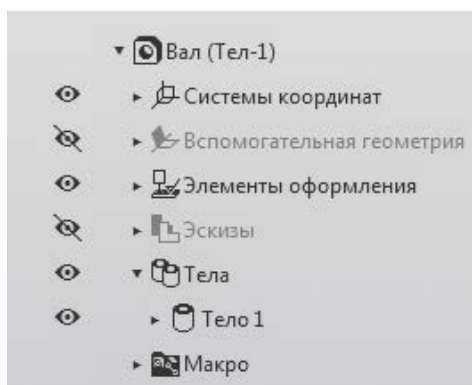 Вал (Тел-1)
Системы координат
Вспомогательная геометрия
Элементы оформления
Эскизы
Тела
Тело 1
Макро